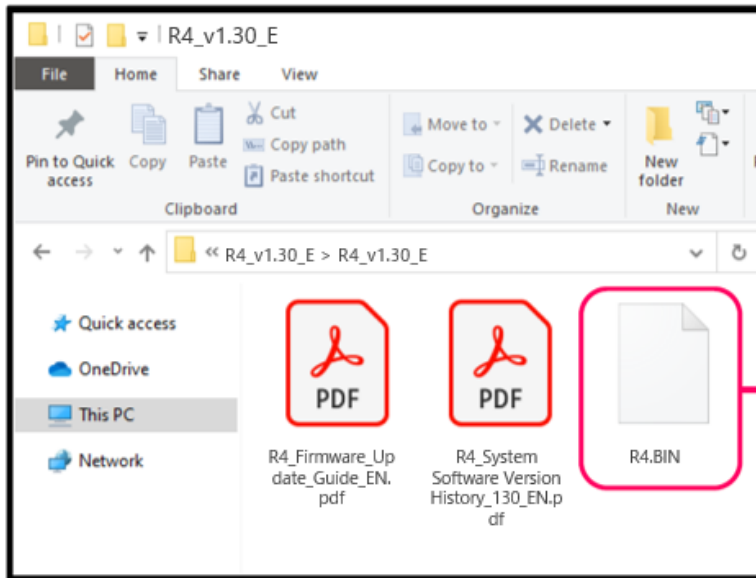 R4_v1.30_E
File Home Share View
Pin to Quick access
Copy
Paste
Cut
Copy path
Paste shortcut
Clipboard
Move to
Copy to
Delete
Rename
Organize
New folder
New
« R4_v1.30_E > R4_v1.30_E
Quick access
OneDrive
This PC
Network
PDF
R4_Firmware_Up
date_Guide_EN.
pdf
PDF
R4_System
Software Version
History_130_EN.p
df
R4.BIN